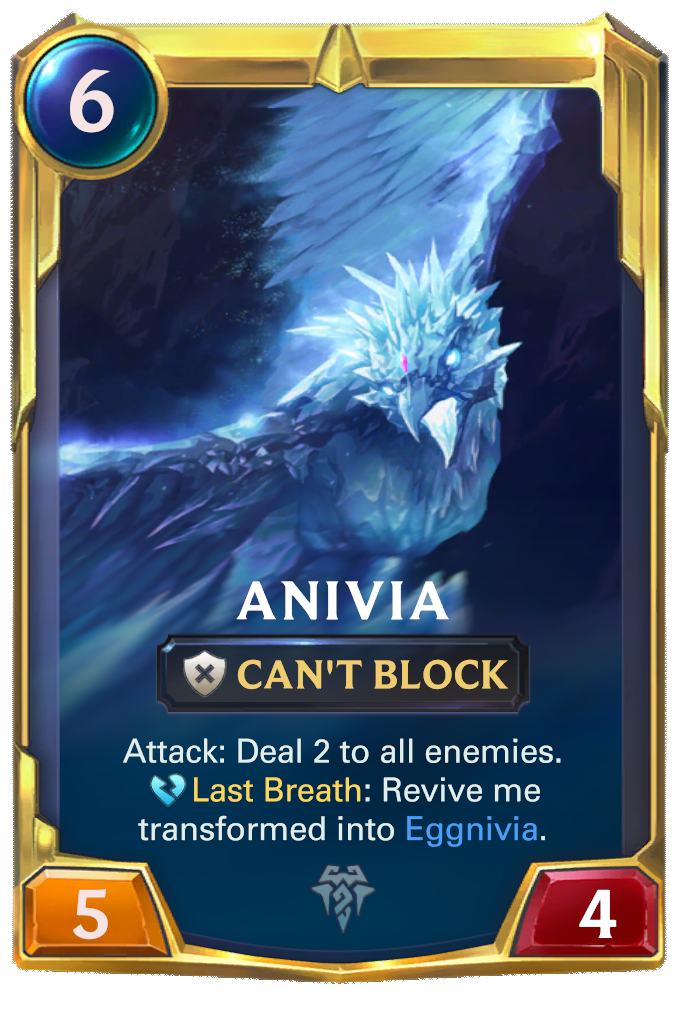 6
ANIVIA
CAN'T BLOCK
Attack: Deal 2 to all enemies.
Last Breath: Revive me
transformed into Eggnivia.
5
4